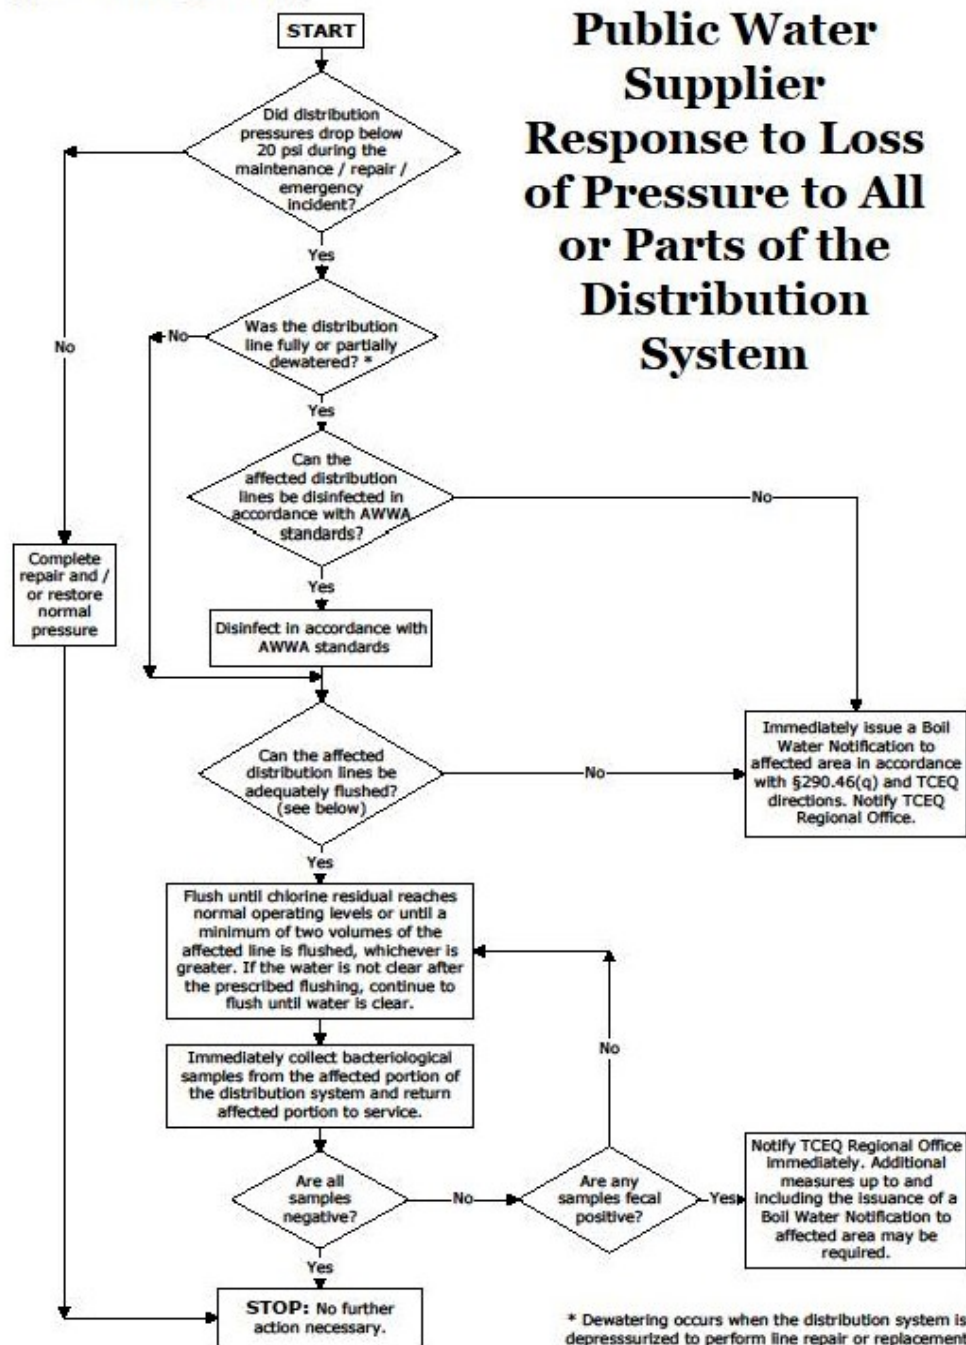 START
Public Water
Supplier
Response to Loss
of Pressure to All
or Parts of the
Distribution
System
Did distribution
pressures drop below
20 psi during the
maintenance / repair /
emergency
incident?
Yes
No
Was the distribution
line fully or partially
dewatered? *
No
Yes
Can the
affected distribution
lines be disinfected in
accordance with AWWA
standards?
No
Yes
Complete
repair and /
or restore
normal
pressure
Disinfect in accordance with
AWWA standards
Can the affected
distribution lines be
adequately flushed?
(see below)
No
Immediately issue a Boil
Water Notification to
affected area in accordance
with §290.46(q) and TCEQ
directions. Notify TCEQ
Regional Office.
Yes
Flush until chlorine residual reaches
normal operating levels or until a
minimum of two volumes of the
affected line is flushed, whichever is
greater. If the water is not clear after
the prescribed flushing, continue to
flush until water is clear.
No
Immediately collect bacteriological
samples from the affected portion of
the distribution system and return
affected portion to service.
Are all
samples
negative?
No
Are any
samples fecal
positive?
Yes
Notify TCEQ Regional Office
immediately. Additional
measures up to and
including the issuance of a
Boil Water Notification to
affected area may be
required.
Yes
STOP: No further
action necessary.
* Dewatering occurs when the distribution system is
depresssurized to perform line repair or replacement